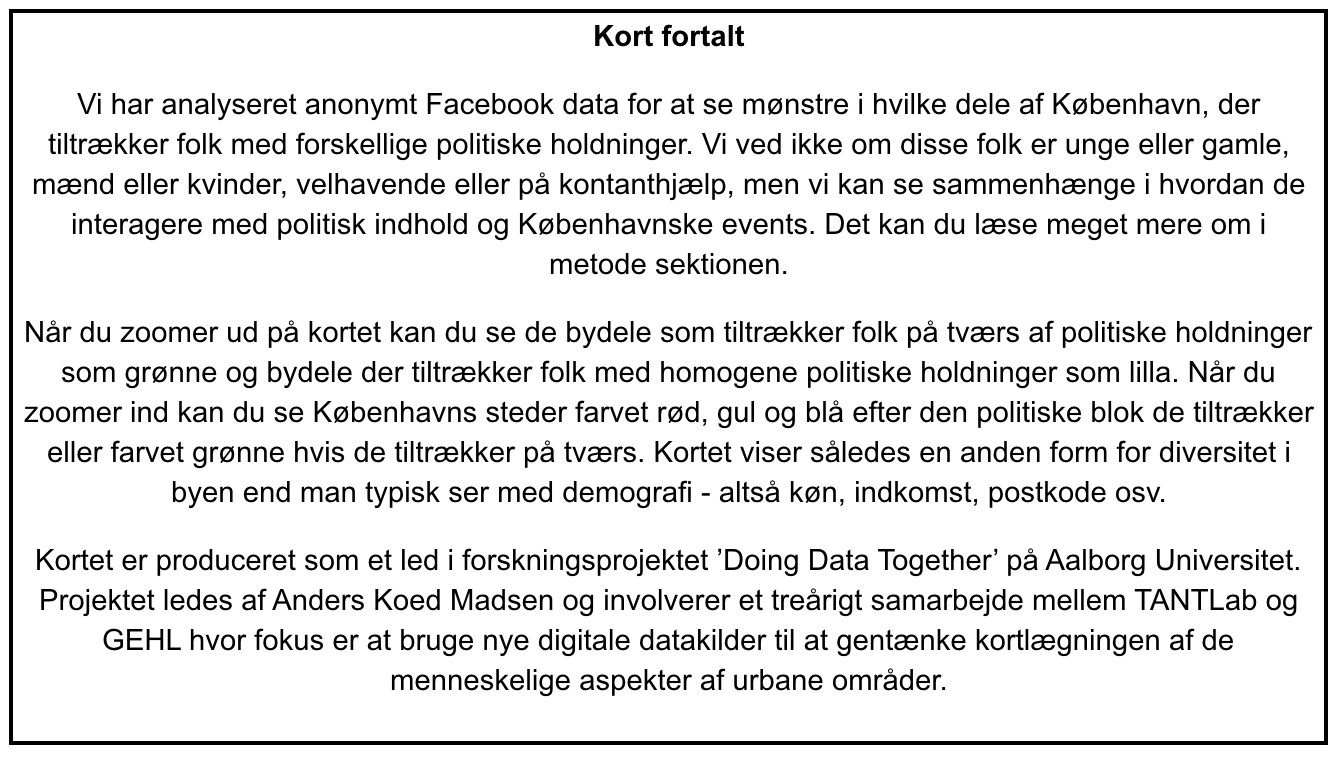 Kort fortalt
Vi har analyseret anonymt Facebook data for at se mønstre i hvilke dele af København, der
tiltrækker folk med forskellige politiske holdninger. Vi ved ikke om disse folk er unge eller gamle,
mænd eller kvinder, velhavende eller på kontanthjælp, men vi kan se sammenhænge i hvordan de
interagere med politisk indhold og Københavnske events. Det kan du læse meget mere om i
metode sektionen.
Når du zoomer ud på kortet kan du se de bydele som tiltrækker folk på tværs af politiske holdninger
som grønne og bydele der tiltrækker folk med homogene politiske holdninger som lilla. Når du
zoomer ind kan du se Københavns steder farvet rød, gul og blå efter den politiske blok de tiltrækker
eller farvet grønne hvis de tiltrækker på tværs. Kortet viser således en anden form for diversitet i
byen end man typisk ser med demografi - altså køn, indkomst, postkode osv.
Kortet er produceret som et led i forskningsprojektet ’Doing Data Together’ på Aalborg Universitet.
Projektet ledes af Anders Koed Madsen og involverer et treårigt samarbejde mellem TANTLab og
GEHL hvor fokus er at bruge nye digitale datakilder til at gentænke kortlægningen af de
menneskelige aspekter af urbane områder.